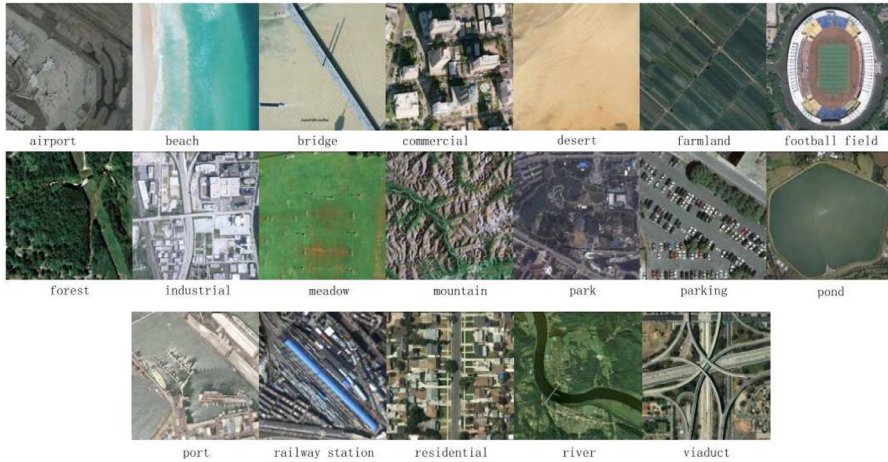 airport beach bridge commercial desert farmland football field
forest industrial meadow mountain park parking pond
port railway station residential river viaduct